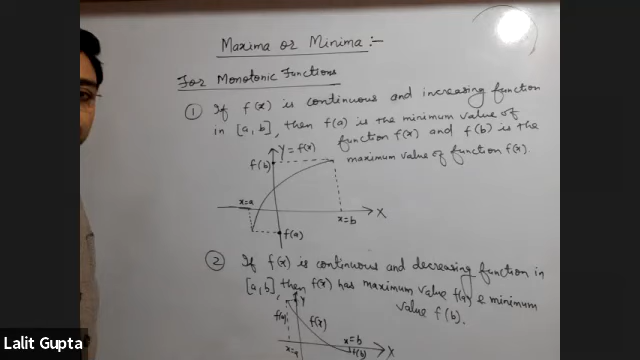 Maxima or Minima :-
For Monotonic Functions
① If f(x) is continuous and increasing function
in [a, b], then f(a) is the minimum value of
function f(x) and f(b) is the
maximum value of function f(x).
Y = f(x)
f(b)
x=a
x=b
X
f(a)
② If f(x) is continuous and decreasing function in
[a, b], then f(x) has maximum value f(a) & minimum
value f(b).
Y
f(a)
f(x)
x=b
x=a
f(b)
X
Lalit Gupta